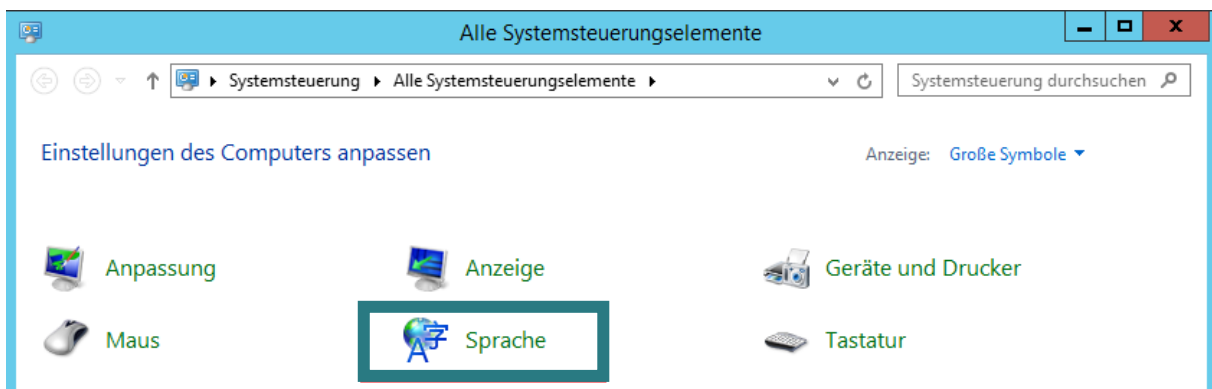 Alle Systemsteuerungselemente
Systemsteuerung Alle Systemsteuerungselemente Systemsteuerung durchsuchen
Einstellungen des Computers anpassen Anzeige: Große Symbole
Anpassung Anzeige Geräte und Drucker
Maus Sprache Tastatur